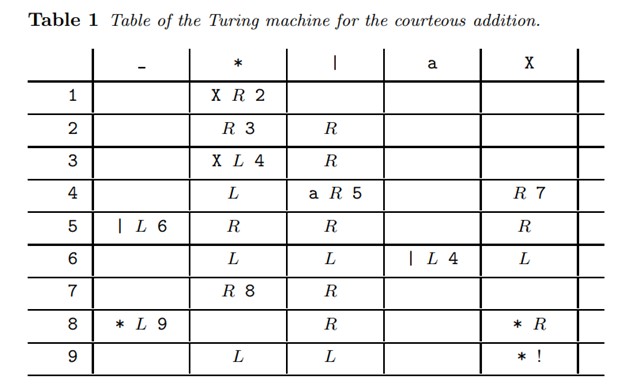 Table 1 Table of the Turing machine for the courteous addition.
_ * | a X
1 X R 2
2 R 3 R
3 X L 4 R
4 L a R 5 R 7
5 | L 6 R R R
6 L L | L 4 L
7 R 8 R
8 * L 9 R * R
9 L L * !